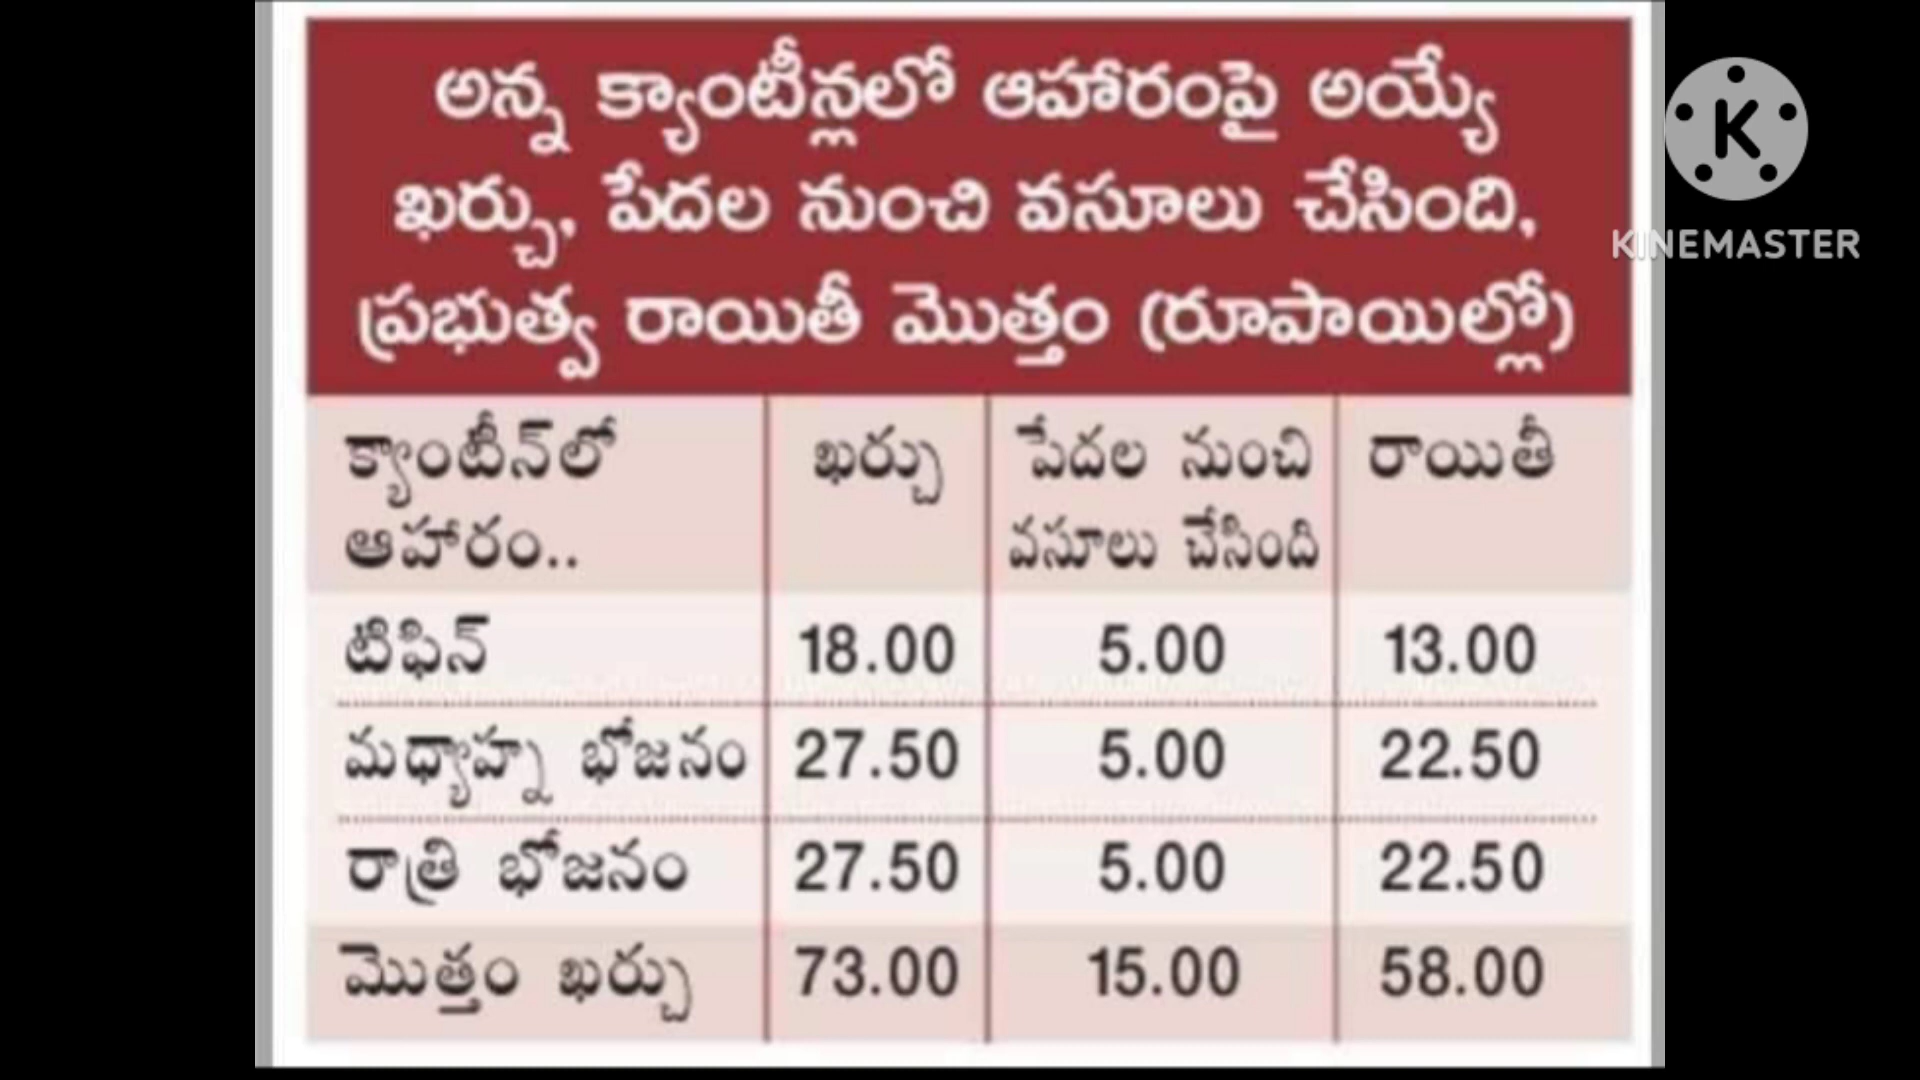 అన్న క్యాంటీన్లలో ఆహారంపై అయ్యే
ఖర్చు, పేదల నుంచి వసూలు చేసింది,
ప్రభుత్వ రాయితీ మొత్తం (రూపాయిల్లో)
KINEMASTER
క్యాంటీన్‌లో ఆహారం.. ఖర్చు పేదల నుంచి వసూలు చేసింది రాయితీ
టిఫిన్ 18.00 5.00 13.00
మధ్యాహ్న భోజనం 27.50 5.00 22.50
రాత్రి భోజనం 27.50 5.00 22.50
మొత్తం ఖర్చు 73.00 15.00 58.00